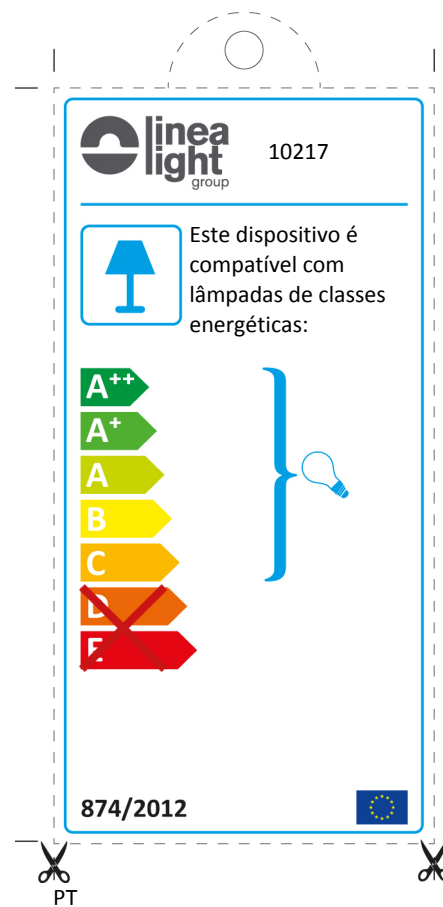 linea
light
group
10217
Este dispositivo é
compatível com
lâmpadas de classes
energéticas:
A++
A+
A
B
C
D
E
874/2012
PT